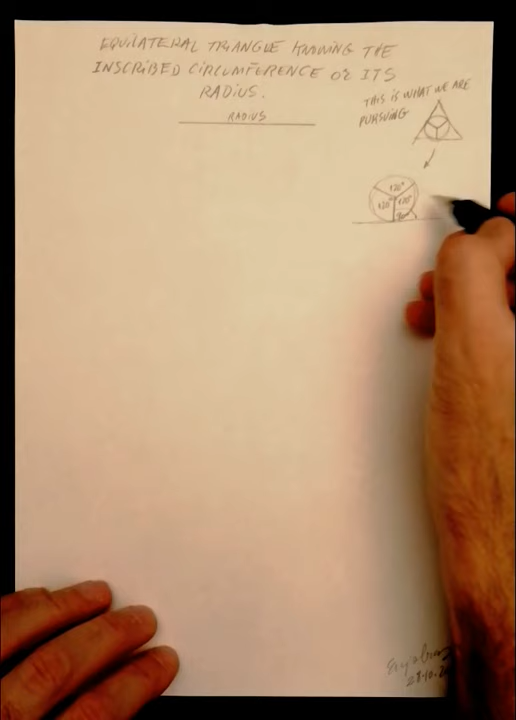 EQUILATERAL TRIANGLE KNOWING THE
INSCRIBED CIRCUMFERENCE OR ITS
RADIUS.
RADIUS
THIS IS WHAT WE ARE
PURSUING
120°
120° 120°